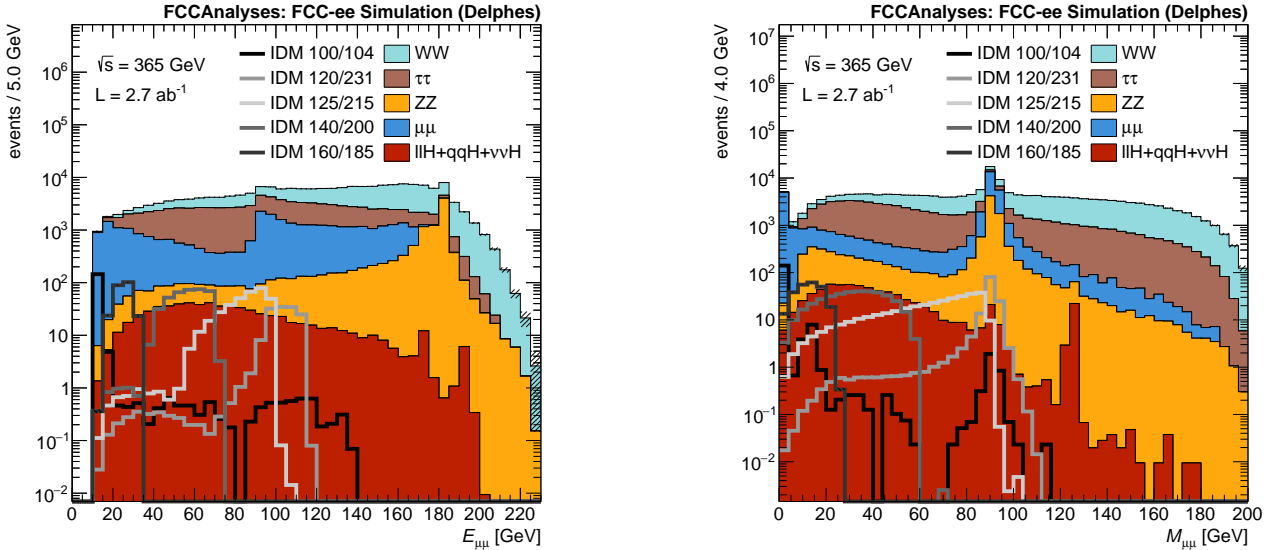 FCCAnalyses: FCC-ee Simulation (Delphes)
events / 5.0 GeV
√s = 365 GeV
L = 2.7 ab⁻¹
IDM 100/104
IDM 120/231
IDM 125/215
IDM 140/200
IDM 160/185
WW
ττ
ZZ
μμ
llH+qqH+ννH
10⁶
10⁵
10⁴
10³
10²
10
1
10⁻¹
10⁻²
0 20 40 60 80 100 120 140 160 180 200 220
E_μμ [GeV]
FCCAnalyses: FCC-ee Simulation (Delphes)
events / 4.0 GeV
√s = 365 GeV
L = 2.7 ab⁻¹
IDM 100/104
IDM 120/231
IDM 125/215
IDM 140/200
IDM 160/185
WW
ττ
ZZ
μμ
llH+qqH+ννH
10⁷
10⁶
10⁵
10⁴
10³
10²
10
1
10⁻¹
10⁻²
0 20 40 60 80 100 120 140 160 180 200
M_μμ [GeV]